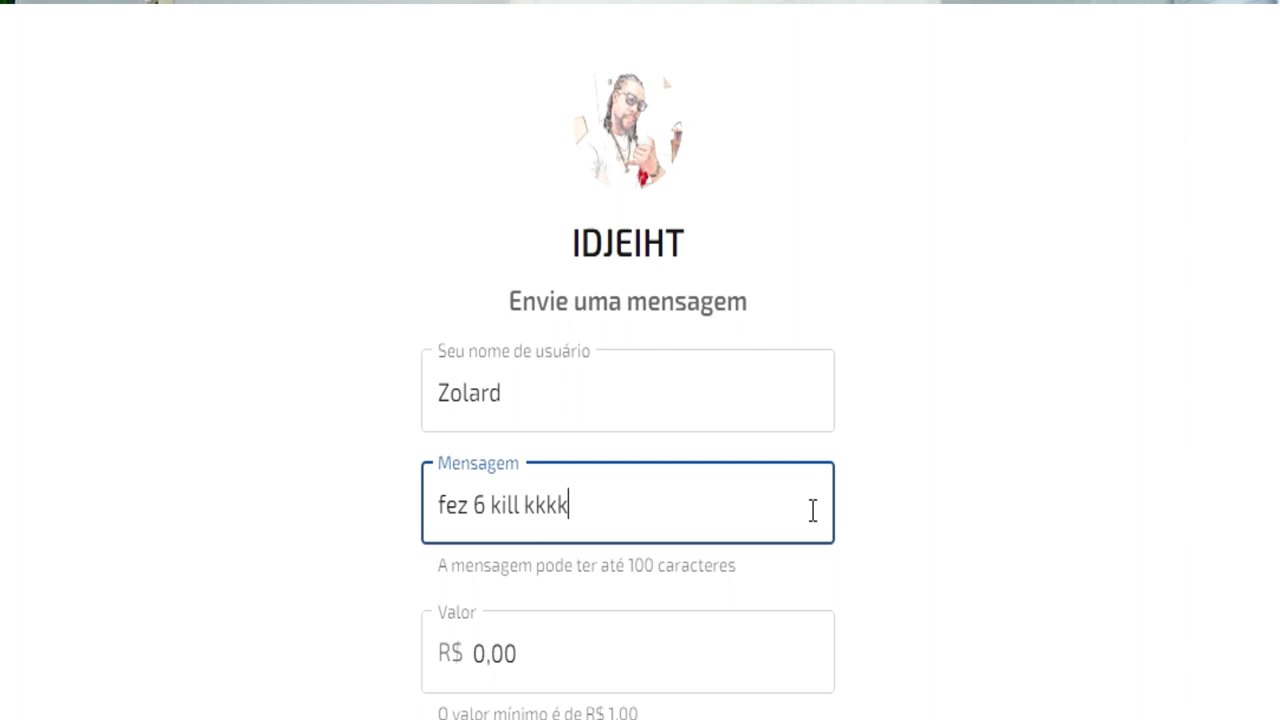 IDJEIHT
Envie uma mensagem
Seu nome de usuário
Zolard
Mensagem
fez 6 kill kkkk
A mensagem pode ter até 100 caracteres
Valor
R$ 0,00
O valor mínimo é de R$ 1,00